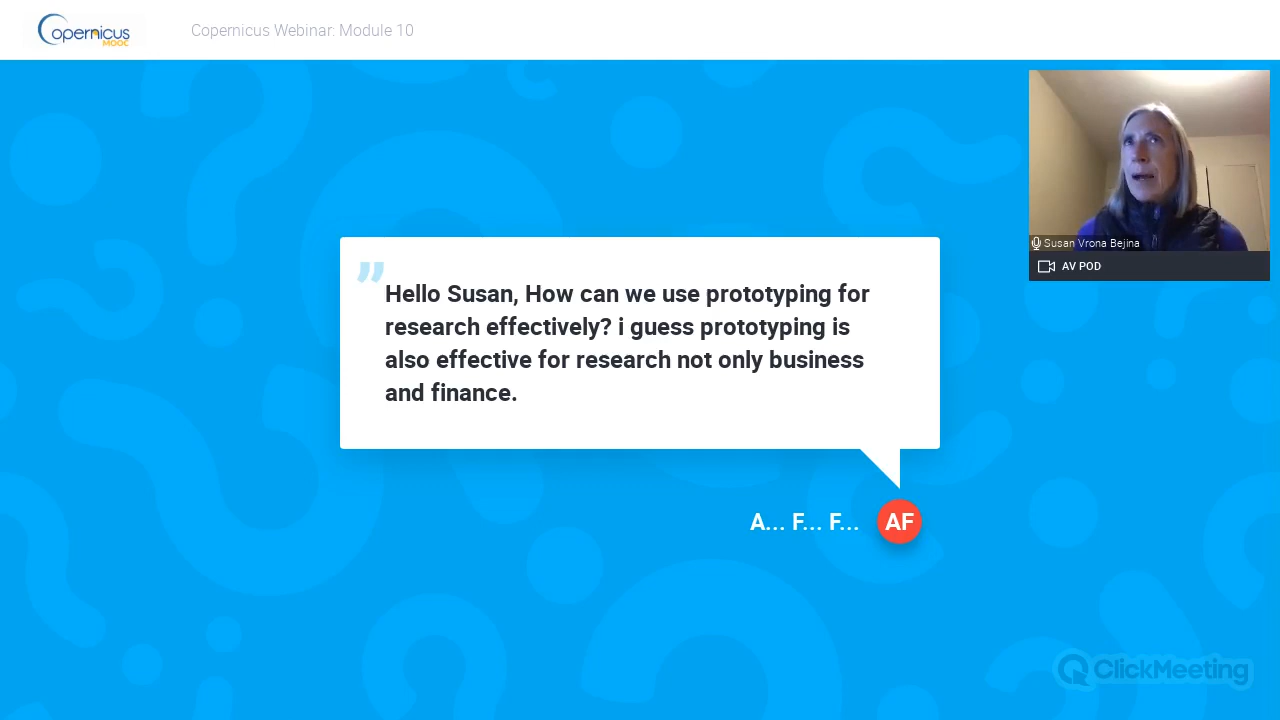 Copernicus
MOOC
Copernicus Webinar: Module 10
Susan Vrona Bejina
AV POD
Hello Susan, How can we use prototyping for
research effectively? i guess prototyping is
also effective for research not only business
and finance.
A... F... F...
AF
ClickMeeting